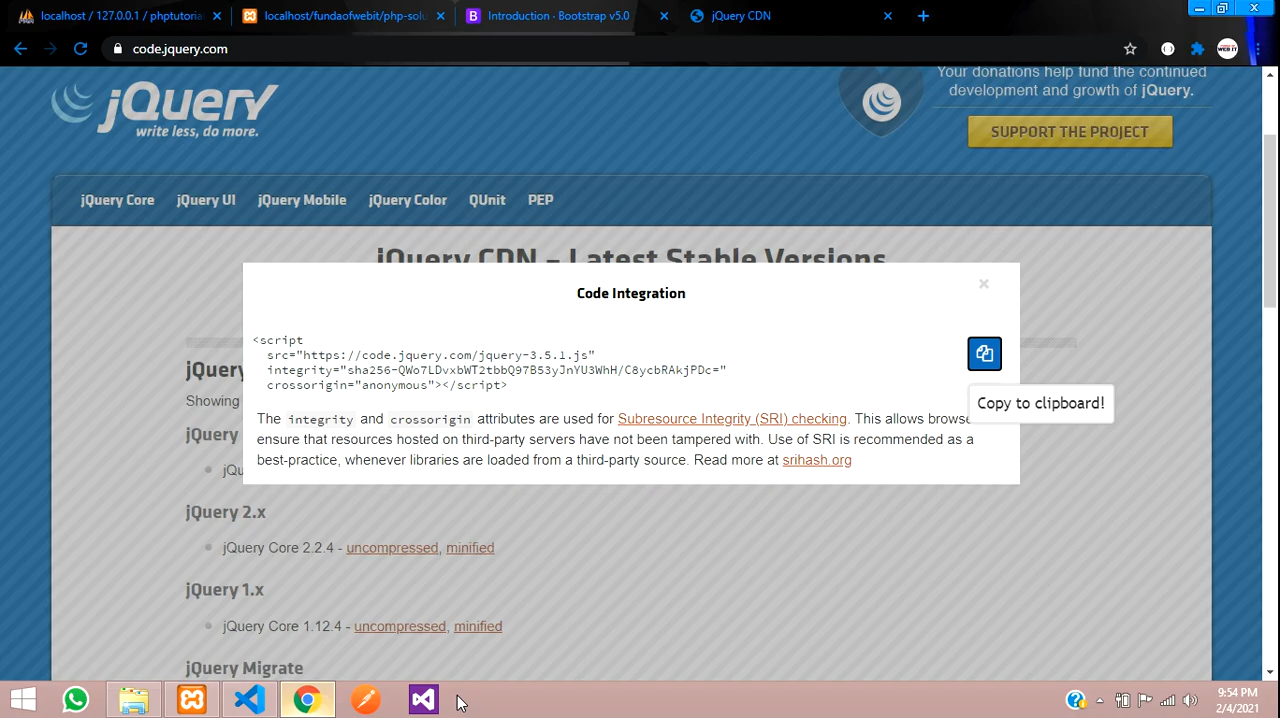 localhost / 127.0.0.1 / phptutoria
localhost/fundaofwebit/php-solu
Introduction · Bootstrap v5.0
jQuery CDN
code.jquery.com
jQuery
write less, do more.
Your donations help fund the continued
development and growth of jQuery.
SUPPORT THE PROJECT
jQuery Core
jQuery UI
jQuery Mobile
jQuery Color
QUnit
PEP
jQuery CDN – Latest Stable Versions
Code Integration
×
<script
src="https://code.jquery.com/jquery-3.5.1.js"
integrity="sha256-QWo7LDvxbWT2tbbQ97B53yJnYU3WhH/C8ycbRAkjPDc="
crossorigin="anonymous"></script>
Copy to clipboard!
The integrity and crossorigin attributes are used for Subresource Integrity (SRI) checking. This allows browse
ensure that resources hosted on third-party servers have not been tampered with. Use of SRI is recommended as a
best-practice, whenever libraries are loaded from a third-party source. Read more at srihash.org
jQuery
Showing
jQuery
jQu
jQuery 2.x
jQuery Core 2.2.4 - uncompressed, minified
jQuery 1.x
jQuery Core 1.12.4 - uncompressed, minified
jQuery Migrate
9:54 PM
2/4/2021